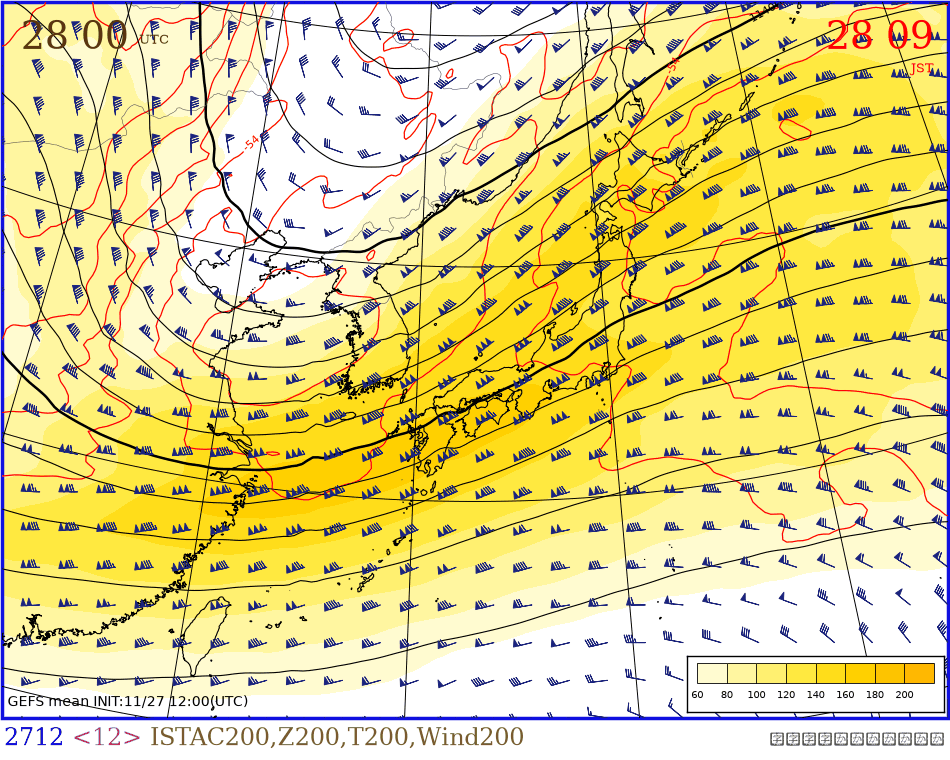 28 00 UTC
28 09
JST
-54
-54
GEFS mean INIT:11/27 12:00(UTC)
60 80 100 120 140 160 180 200
2712 <12> ISTAC200,Z200,T200,Wind200